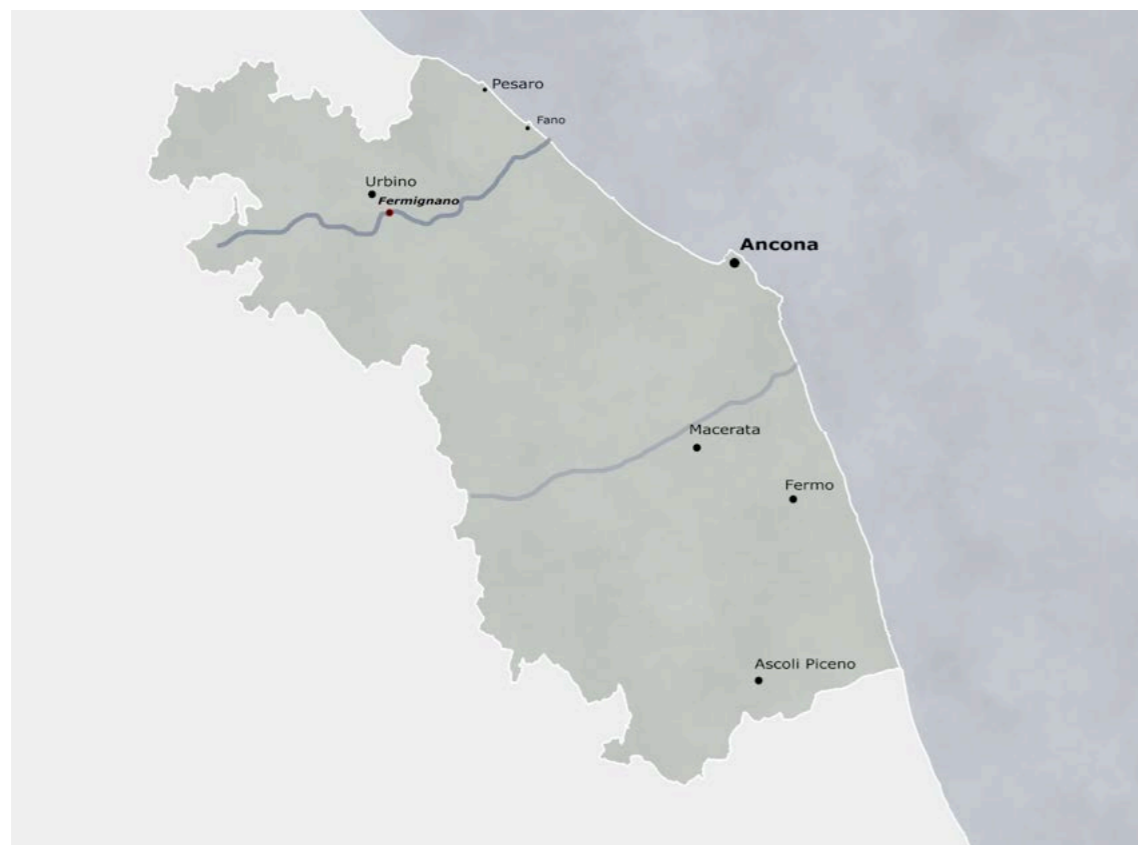 Pesaro
Fano
Urbino
Fermignano
Ancona
Macerata
Fermo
Ascoli Piceno